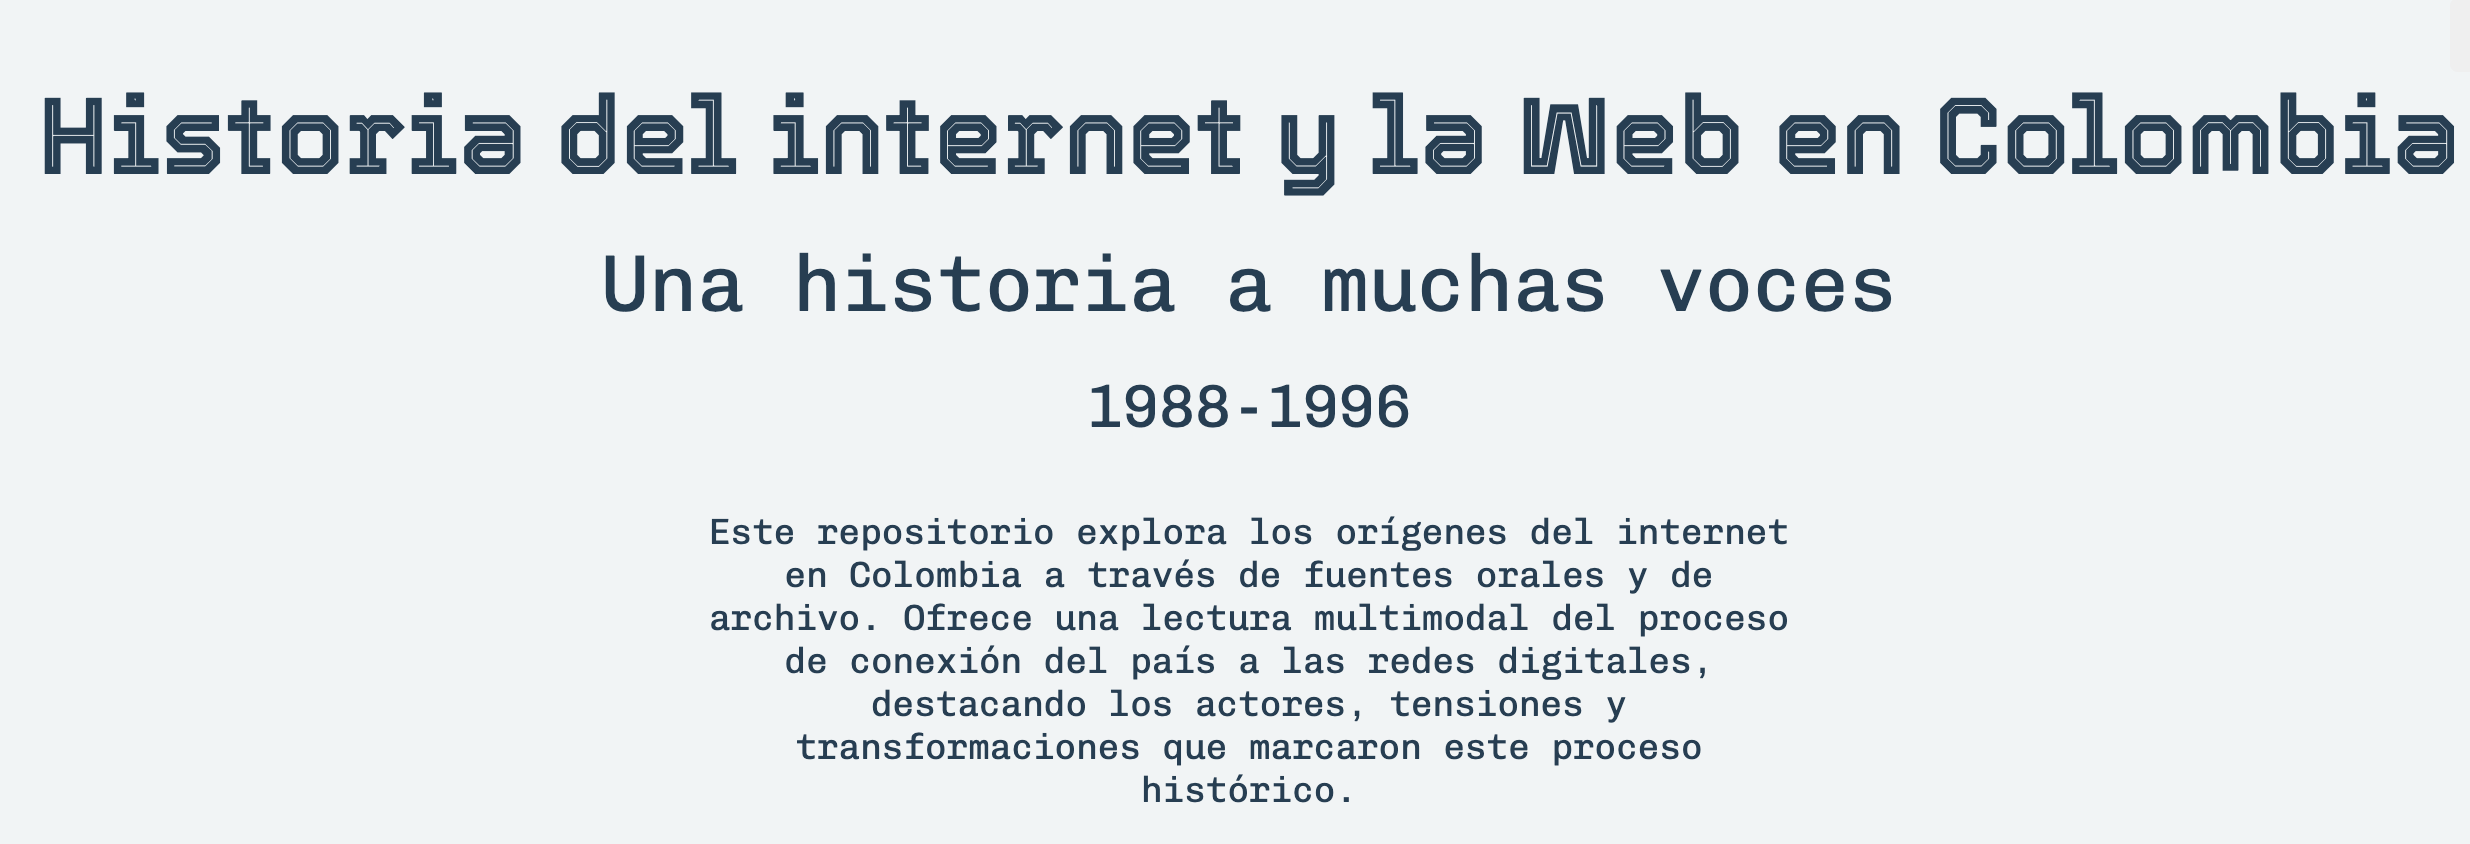 Historia del internet y la Web en Colombia
Una historia a muchas voces
1988-1996
Este repositorio explora los orígenes del internet
en Colombia a través de fuentes orales y de
archivo. Ofrece una lectura multimodal del proceso
de conexión del país a las redes digitales,
destacando los actores, tensiones y
transformaciones que marcaron este proceso
histórico.